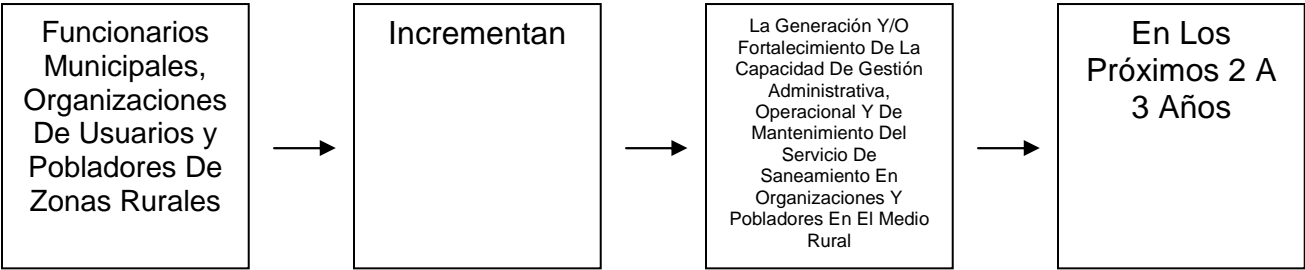 Funcionarios
Municipales,
Organizaciones
De Usuarios y
Pobladores De
Zonas Rurales
Incrementan
La Generación Y/O
Fortalecimiento De La
Capacidad De Gestión
Administrativa,
Operacional Y De
Mantenimiento Del
Servicio De
Saneamiento En
Organizaciones Y
Pobladores En El Medio
Rural
En Los
Próximos 2 A
3 Años